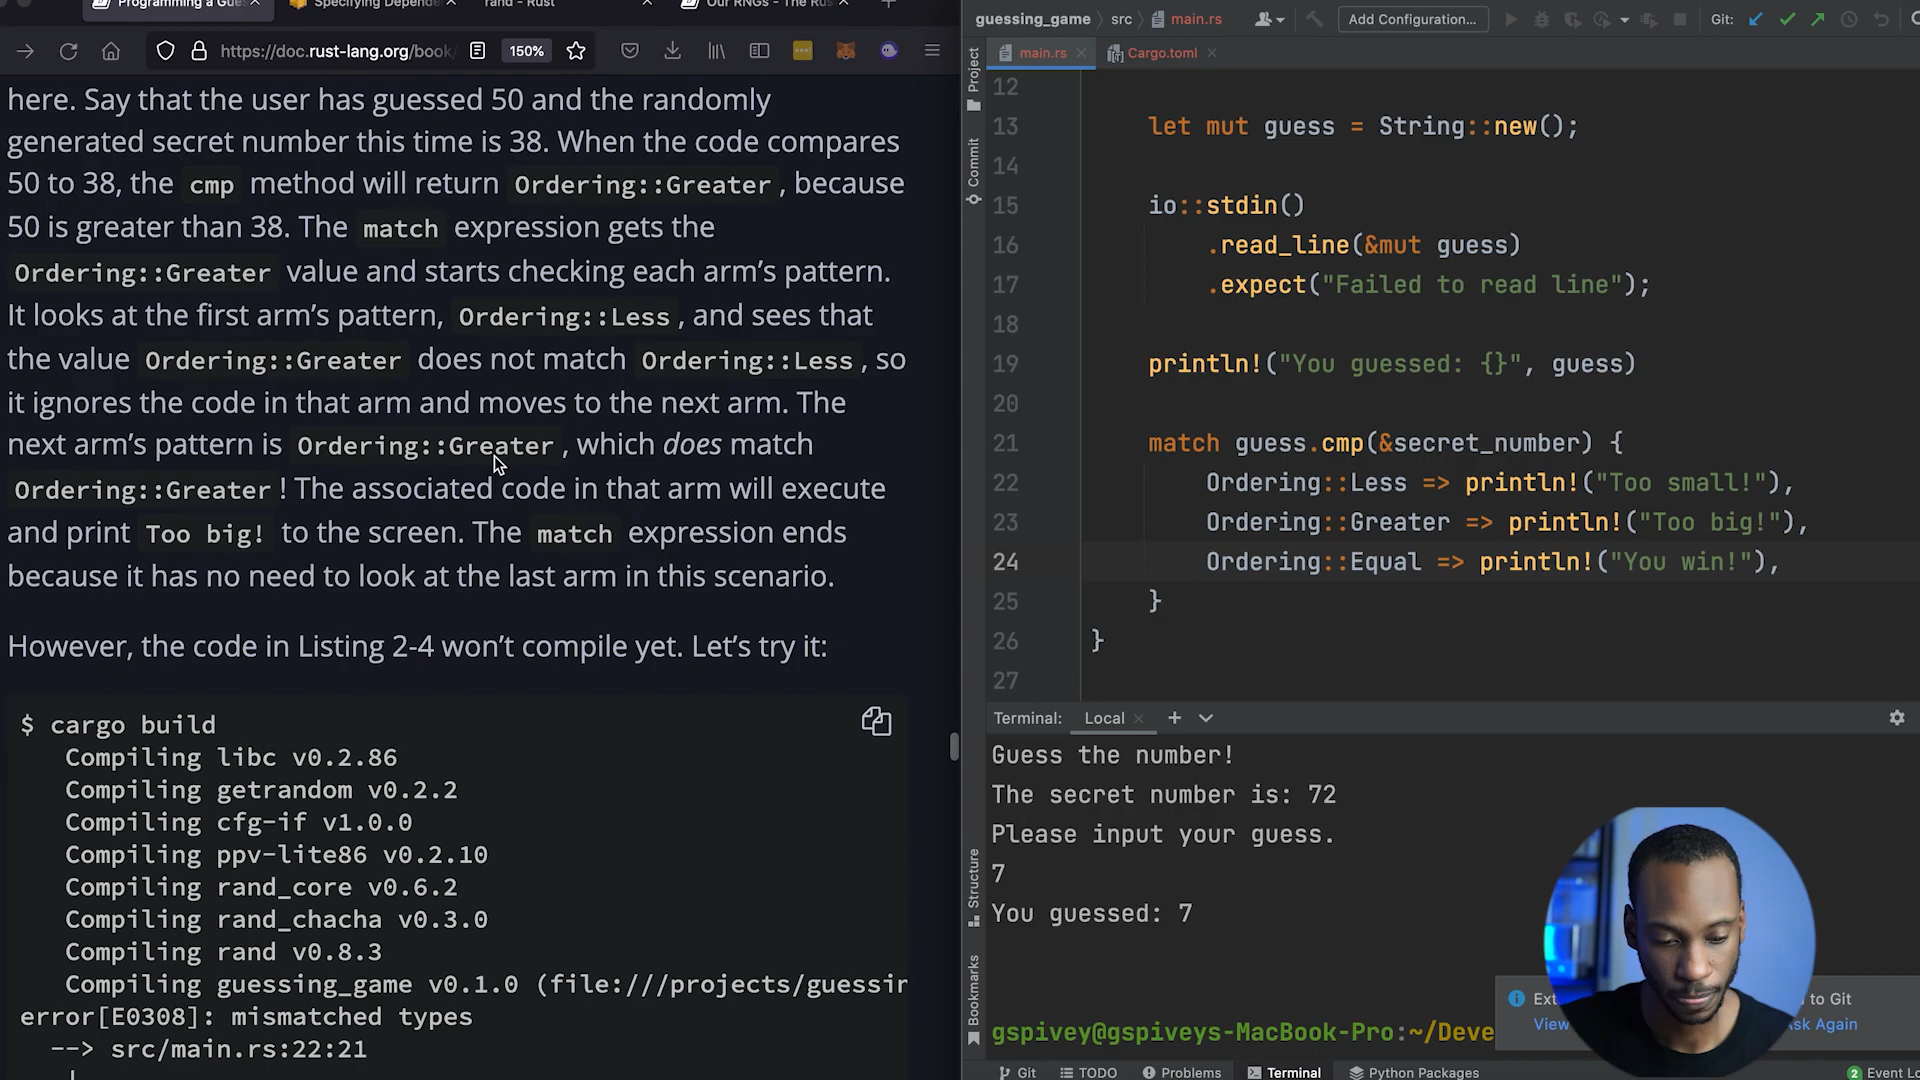 Programming a Gues
Specifying Depende
rand - Rust
Our RNGs - The Rus
https://doc.rust-lang.org/book/
150%
here. Say that the user has guessed 50 and the randomly
generated secret number this time is 38. When the code compares
50 to 38, the cmp method will return Ordering::Greater, because
50 is greater than 38. The match expression gets the
Ordering::Greater value and starts checking each arm’s pattern.
It looks at the first arm’s pattern, Ordering::Less, and sees that
the value Ordering::Greater does not match Ordering::Less, so
it ignores the code in that arm and moves to the next arm. The
next arm’s pattern is Ordering::Greater, which does match
Ordering::Greater! The associated code in that arm will execute
and print Too big! to the screen. The match expression ends
because it has no need to look at the last arm in this scenario.
However, the code in Listing 2-4 won’t compile yet. Let’s try it:
$ cargo build
Compiling libc v0.2.86
Compiling getrandom v0.2.2
Compiling cfg-if v1.0.0
Compiling ppv-lite86 v0.2.10
Compiling rand_core v0.6.2
Compiling rand_chacha v0.3.0
Compiling rand v0.8.3
Compiling guessing_game v0.1.0 (file:///projects/guessin
error[E0308]: mismatched types
--> src/main.rs:22:21
|
guessing_game > src > main.rs
Add Configuration...
Git:
main.rs
Cargo.toml
Project
Commit
Structure
Bookmarks
12
13 let mut guess = String::new();
14
15 io::stdin()
16 .read_line(&mut guess)
17 .expect("Failed to read line");
18
19 println!("You guessed: {}", guess)
20
21 match guess.cmp(&secret_number) {
22 Ordering::Less => println!("Too small!"),
23 Ordering::Greater => println!("Too big!"),
24 Ordering::Equal => println!("You win!"),
25 }
26 }
27
Terminal: Local
Guess the number!
The secret number is: 72
Please input your guess.
7
You guessed: 7
gspivey@gspiveys-MacBook-Pro:~/Deve
Ext
d to Git
View
Ask Again
Git
TODO
Problems
Terminal
Python Packages
2 Event Lo